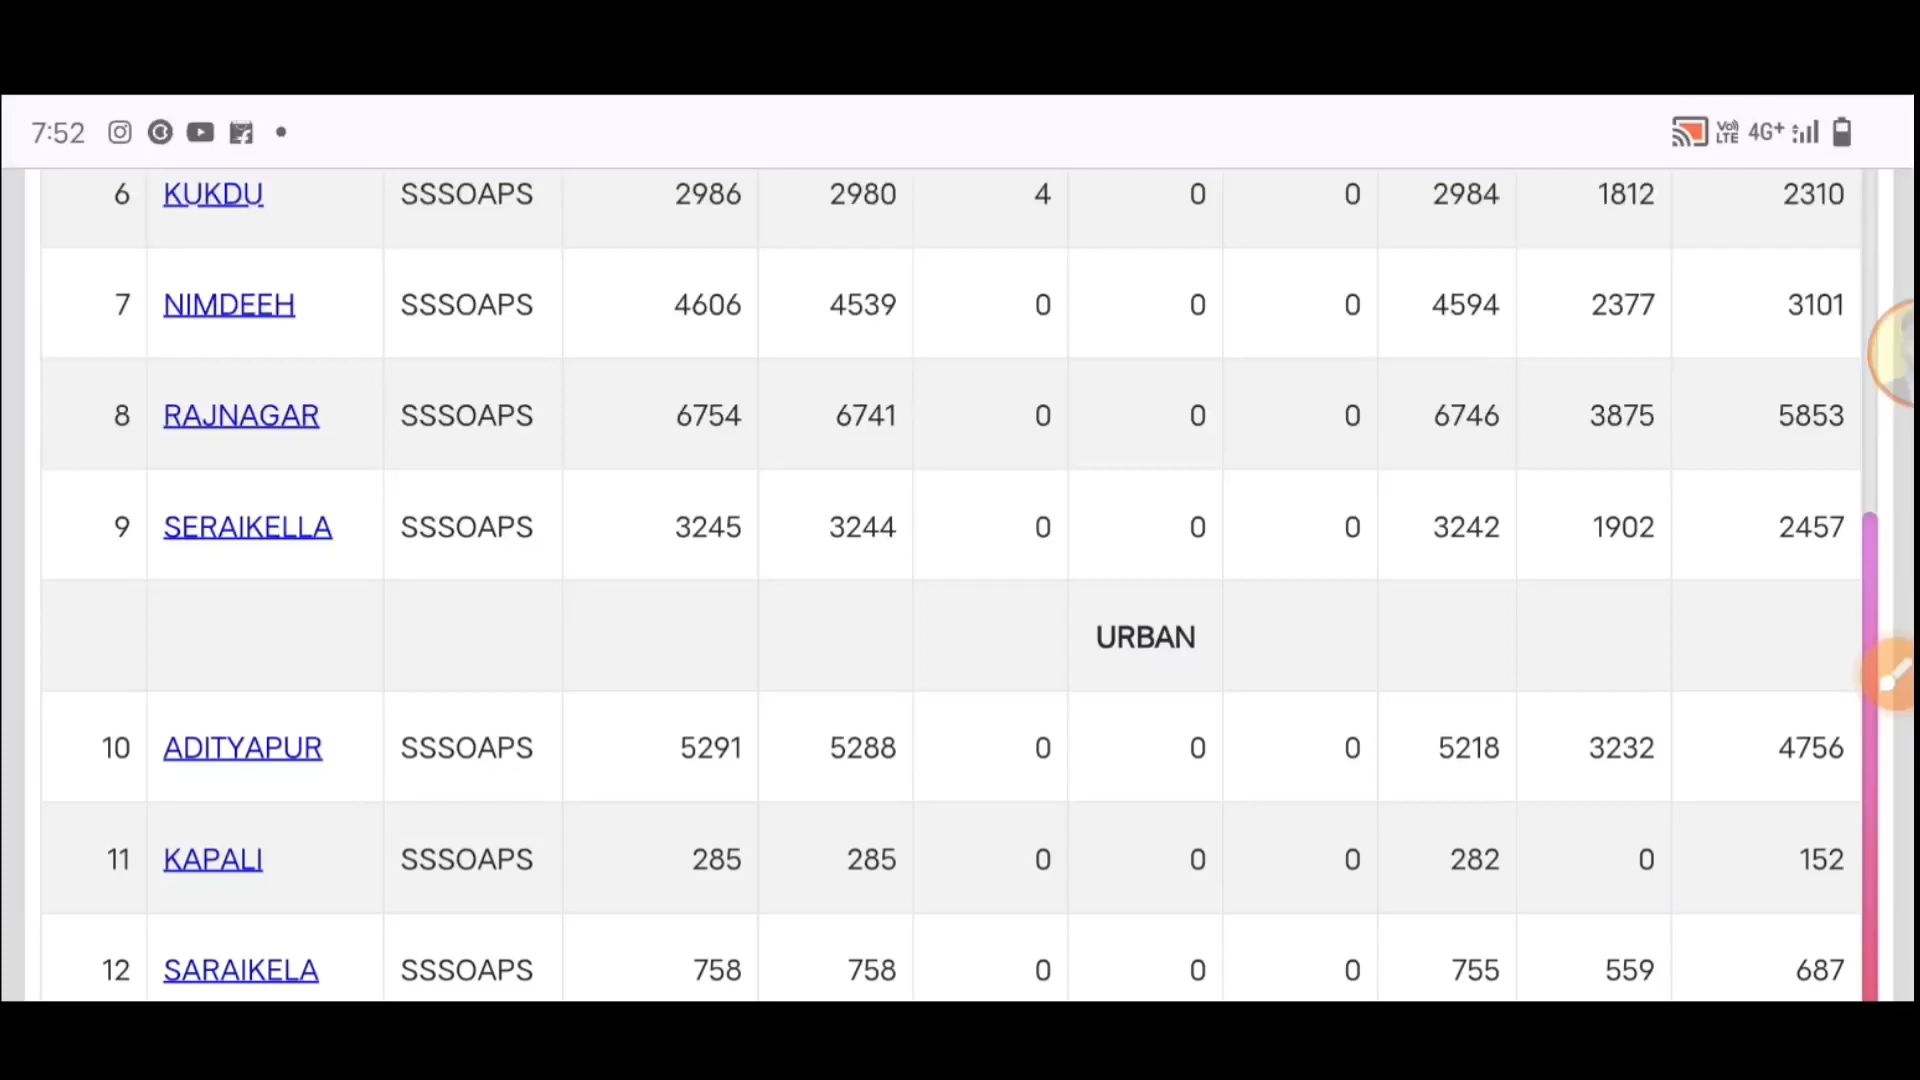 7:52 VoLTE 4G+
6 KUKDU SSSOAPS 2986 2980 4 0 0 2984 1812 2310
7 NIMDEEH SSSOAPS 4606 4539 0 0 0 4594 2377 3101
8 RAJNAGAR SSSOAPS 6754 6741 0 0 0 6746 3875 5853
9 SERAIKELLA SSSOAPS 3245 3244 0 0 0 3242 1902 2457
URBAN
10 ADITYAPUR SSSOAPS 5291 5288 0 0 0 5218 3232 4756
11 KAPALI SSSOAPS 285 285 0 0 0 282 0 152
12 SARAIKELA SSSOAPS 758 758 0 0 0 755 559 687